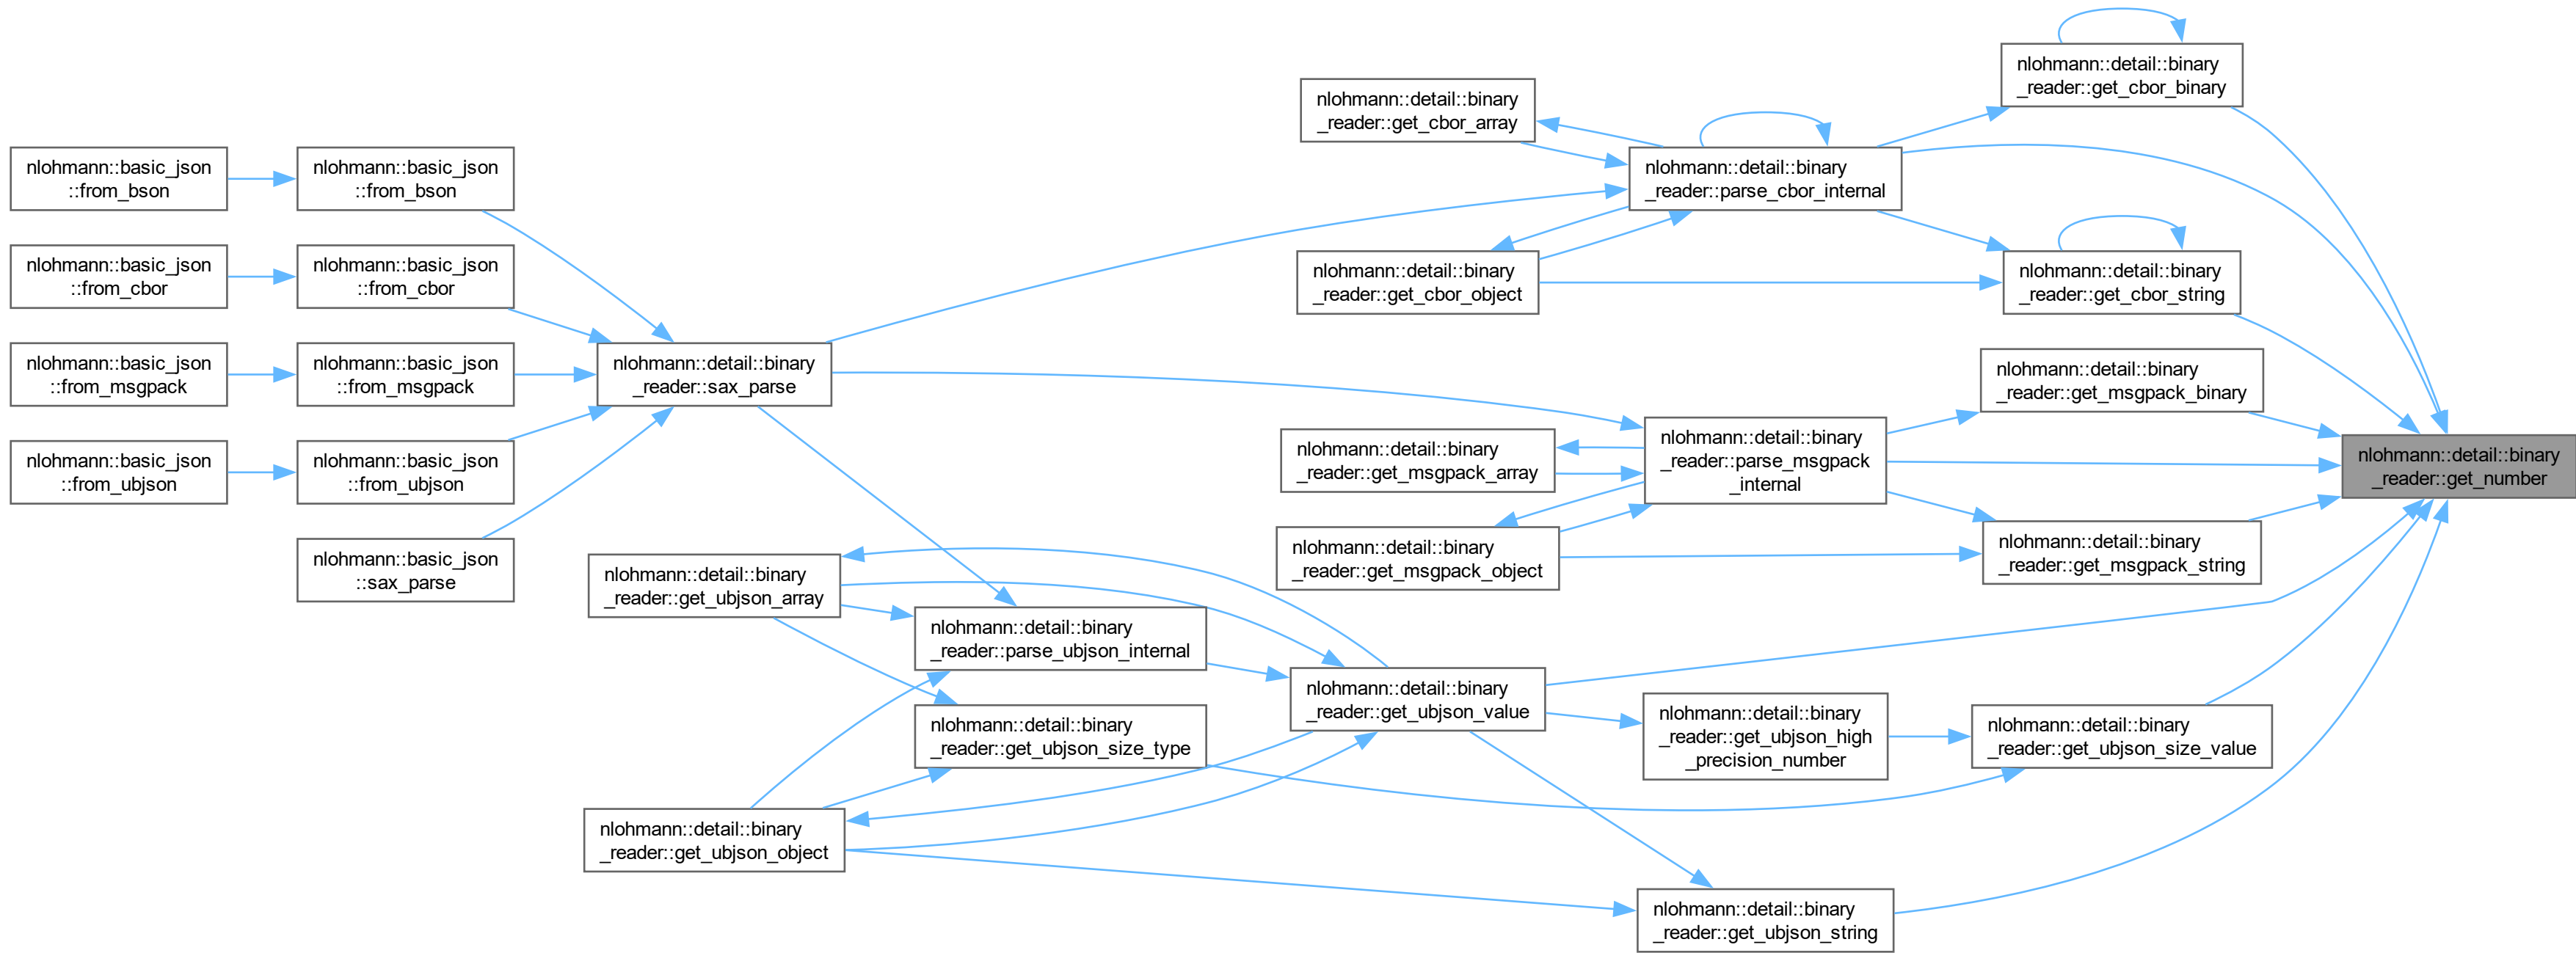 nlohmann::basic_json
::from_bson
nlohmann::basic_json
::from_cbor
nlohmann::basic_json
::from_msgpack
nlohmann::basic_json
::from_ubjson
nlohmann::basic_json
::from_bson
nlohmann::basic_json
::from_cbor
nlohmann::basic_json
::from_msgpack
nlohmann::basic_json
::from_ubjson
nlohmann::basic_json
::sax_parse
nlohmann::detail::binary
_reader::sax_parse
nlohmann::detail::binary
_reader::get_ubjson_array
nlohmann::detail::binary
_reader::get_ubjson_object
nlohmann::detail::binary
_reader::parse_ubjson_internal
nlohmann::detail::binary
_reader::get_ubjson_size_type
nlohmann::detail::binary
_reader::get_cbor_array
nlohmann::detail::binary
_reader::get_cbor_object
nlohmann::detail::binary
_reader::get_msgpack_array
nlohmann::detail::binary
_reader::get_msgpack_object
nlohmann::detail::binary
_reader::get_ubjson_value
nlohmann::detail::binary
_reader::parse_cbor_internal
nlohmann::detail::binary
_reader::parse_msgpack
_internal
nlohmann::detail::binary
_reader::get_ubjson_high
_precision_number
nlohmann::detail::binary
_reader::get_ubjson_string
nlohmann::detail::binary
_reader::get_cbor_binary
nlohmann::detail::binary
_reader::get_cbor_string
nlohmann::detail::binary
_reader::get_msgpack_binary
nlohmann::detail::binary
_reader::get_msgpack_string
nlohmann::detail::binary
_reader::get_ubjson_size_value
nlohmann::detail::binary
_reader::get_number